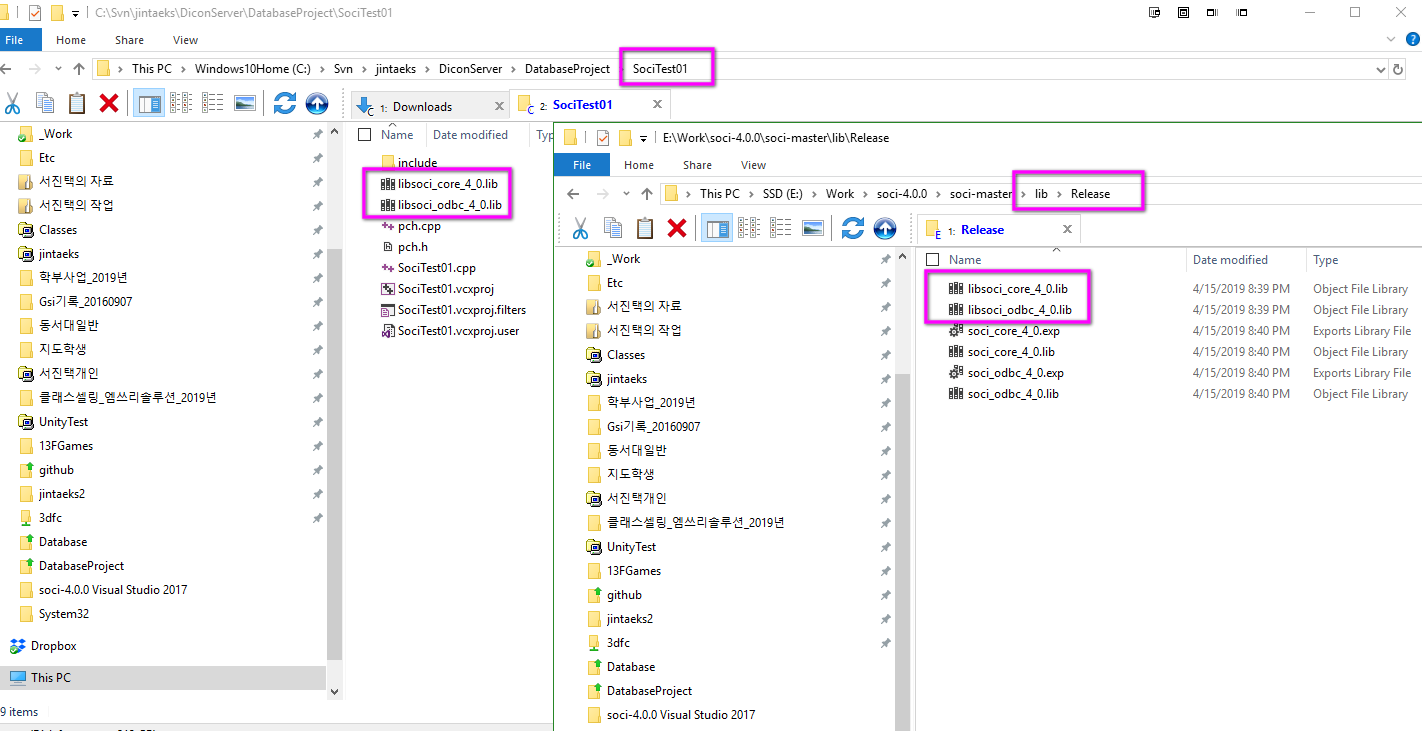 C:\Svn\jintaeks\DiconServer\DatabaseProject\SociTest01
File Home Share View
This PC Windows10Home (C:) Svn jintaeks DiconServer DatabaseProject SociTest01
1: Downloads
2: SociTest01
_Work
Etc
서진택의 자료
서진택의 작업
Classes
jintaeks
학부사업_2019년
Gsi기록_20160907
동서대일반
지도학생
서진택개인
클래스셀링_엠쓰리솔루션_2019년
UnityTest
13FGames
github
jintaeks2
3dfc
Database
DatabaseProject
soci-4.0.0 Visual Studio 2017
System32
Dropbox
This PC
9 items
Name Date modified Typ
include
libsoci_core_4_0.lib
libsoci_odbc_4_0.lib
pch.cpp
pch.h
SociTest01.cpp
SociTest01.vcxproj
SociTest01.vcxproj.filters
SociTest01.vcxproj.user
E:\Work\soci-4.0.0\soci-master\lib\Release
File Home Share View
This PC SSD (E:) Work soci-4.0.0 soci-master lib Release
1: Release
_Work
Etc
서진택의 자료
서진택의 작업
Classes
jintaeks
학부사업_2019년
Gsi기록_20160907
동서대일반
지도학생
서진택개인
클래스셀링_엠쓰리솔루션_2019년
UnityTest
13FGames
github
jintaeks2
3dfc
Database
DatabaseProject
soci-4.0.0 Visual Studio 2017
Name Date modified Type
libsoci_core_4_0.lib 4/15/2019 8:39 PM Object File Library
libsoci_odbc_4_0.lib 4/15/2019 8:39 PM Object File Library
soci_core_4_0.exp 4/15/2019 8:40 PM Exports Library File
soci_core_4_0.lib 4/15/2019 8:40 PM Object File Library
soci_odbc_4_0.exp 4/15/2019 8:40 PM Exports Library File
soci_odbc_4_0.lib 4/15/2019 8:40 PM Object File Library